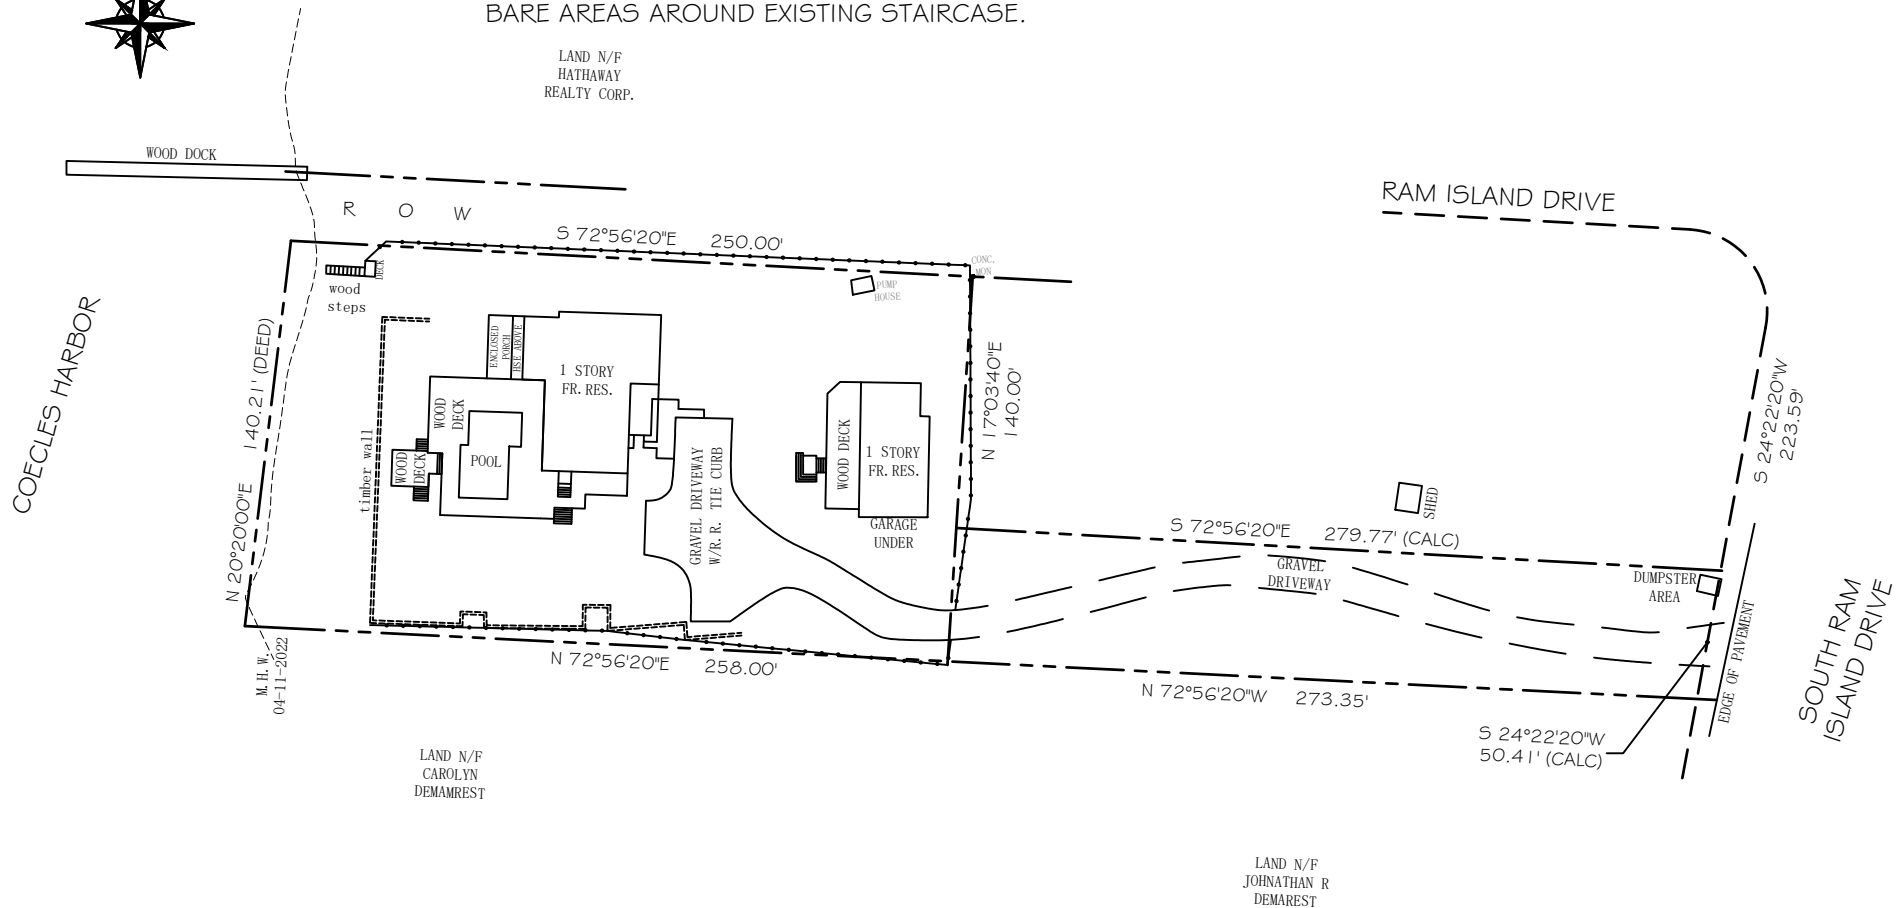 BARE AREAS AROUND EXISTING STAIRCASE.
LAND N/F
HATHAWAY
REALTY CORP.
WOOD DOCK
R O W
RAM ISLAND DRIVE
S 72°56'20"E 250.00'
CONC.
MON
DECK
wood
steps
PUMP
HOUSE
COECLES HARBOR
N 20°20'00"E 140.21' (DEED)
ENCLOSED
PORCH
HSE ABOVE
1 STORY
FR. RES.
WOOD
DECK
POOL
WOOD
DECK
timber wall
GRAVEL DRIVEWAY
W/R.R. TIE CURB
WOOD DECK
1 STORY
FR. RES.
GARAGE
UNDER
N 17°03'40"E
140.00'
S 24°22'20"W
223.59'
SHED
S 72°56'20"E 279.77' (CALC)
GRAVEL
DRIVEWAY
DUMPSTER
AREA
EDGE OF PAVEMENT
SOUTH RAM
ISLAND DRIVE
M.H.W.
04-11-2022
N 72°56'20"E 258.00'
N 72°56'20"W 273.35'
S 24°22'20"W
50.41' (CALC)
LAND N/F
CAROLYN
DEMAMREST
LAND N/F
JOHNATHAN R
DEMAREST